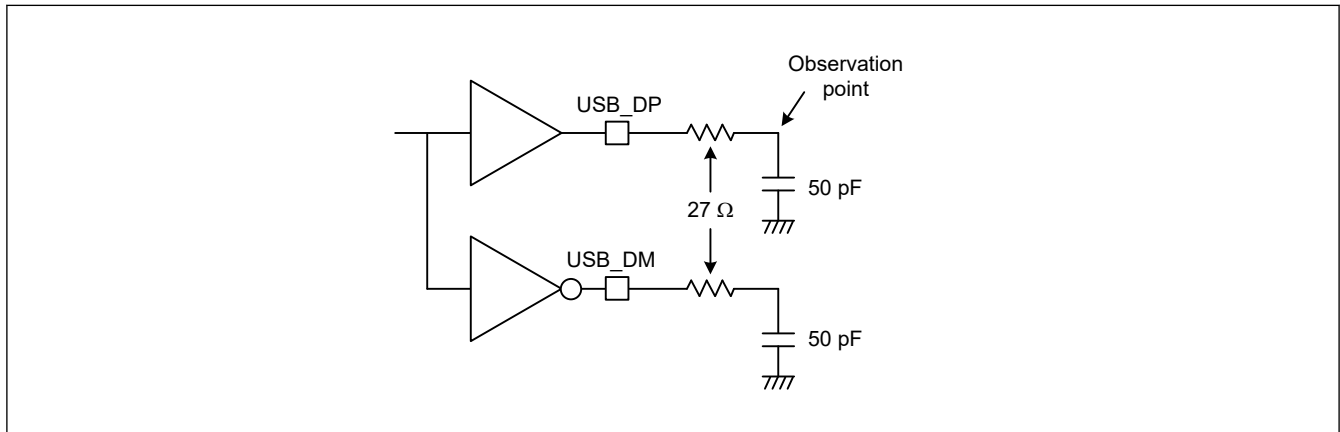 Observation
point
USB_DP
50 pF
27 Ω
USB_DM
50 pF